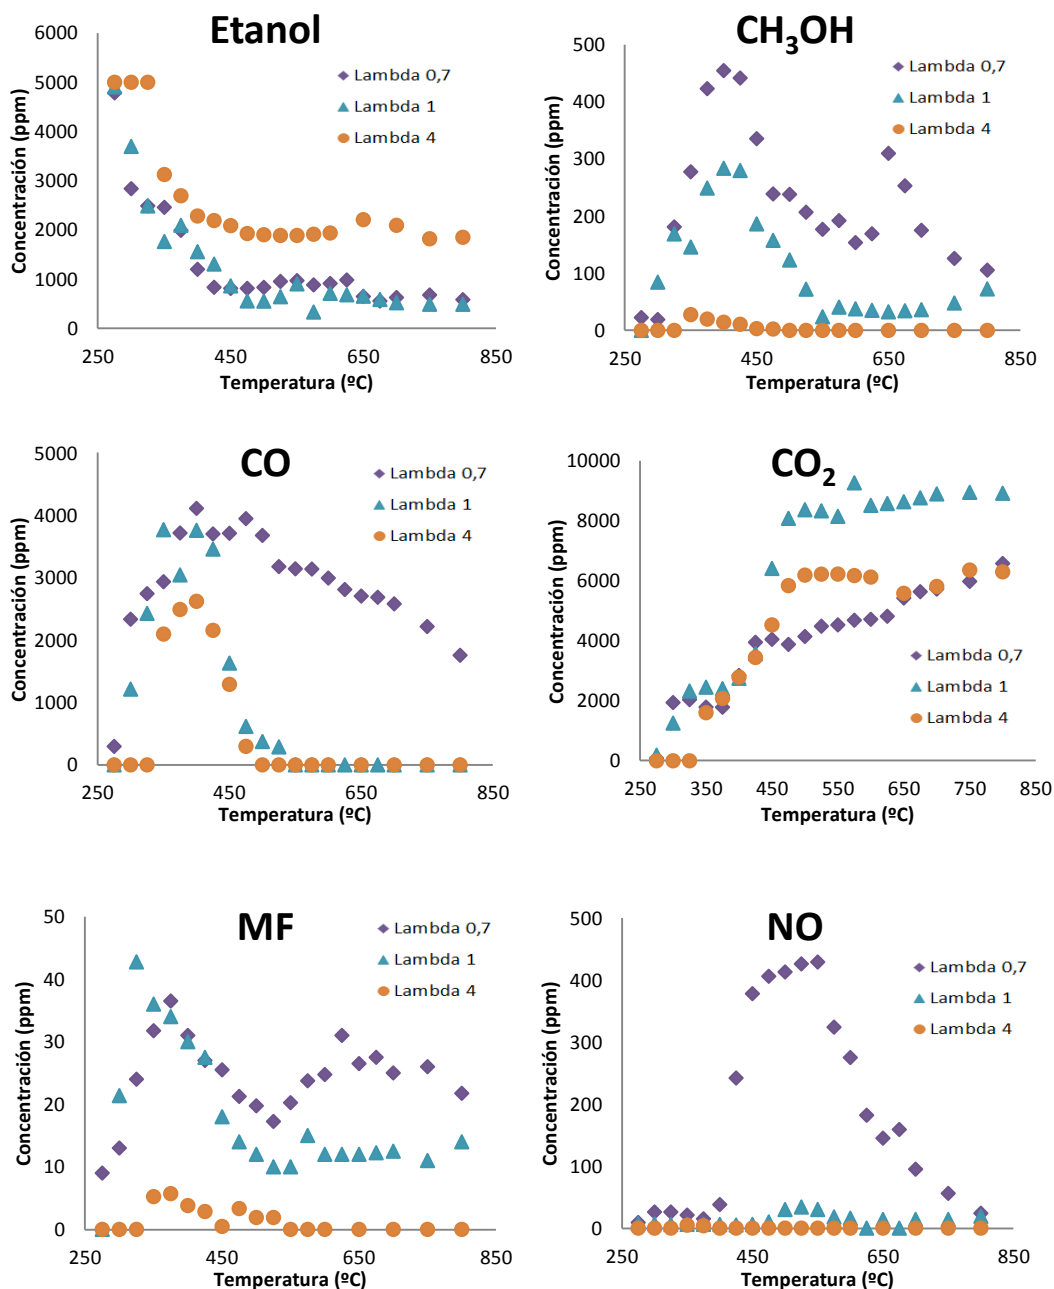 Etanol
6000
5000
4000
3000
2000
1000
0
250
450
650
850
Concentración (ppm)
Temperatura (ºC)
Lambda 0,7
Lambda 1
Lambda 4
CH3OH
500
400
300
200
100
0
250
450
650
850
Concentración (ppm)
Temperatura (ºC)
Lambda 0,7
Lambda 1
Lambda 4
CO
5000
4000
3000
2000
1000
0
250
450
650
850
Concentración (ppm)
Temperatura (ºC)
Lambda 0,7
Lambda 1
Lambda 4
CO2
10000
8000
6000
4000
2000
0
250
350
450
550
650
750
850
Concentración (ppm)
Temperatura (ºC)
Lambda 0,7
Lambda 1
Lambda 4
MF
50
40
30
20
10
0
250
450
650
850
Concentración (ppm)
Temperatura (ºC)
Lambda 0,7
Lambda 1
Lambda 4
NO
500
400
300
200
100
0
250
450
650
850
Concentración (ppm)
Temperatura (ºC)
Lambda 0,7
Lambda 1
Lambda 4